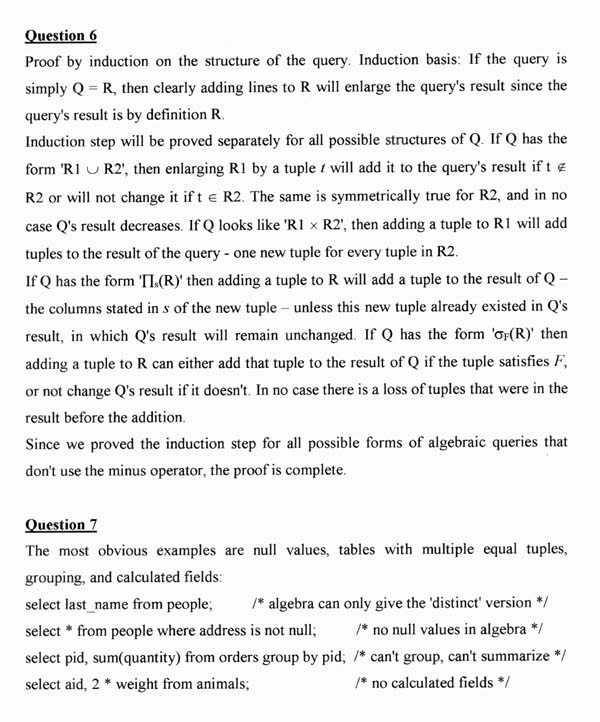 Question 6
Proof by induction on the structure of the query. Induction basis: If the query is
simply Q = R, then clearly adding lines to R will enlarge the query's result since the
query's result is by definition R.
Induction step will be proved separately for all possible structures of Q. If Q has the
form 'R1 ∪ R2', then enlarging R1 by a tuple t will add it to the query's result if t ∉
R2 or will not change it if t ∈ R2. The same is symmetrically true for R2, and in no
case Q's result decreases. If Q looks like 'R1 × R2', then adding a tuple to R1 will add
tuples to the result of the query - one new tuple for every tuple in R2.
If Q has the form '∏s(R)' then adding a tuple to R will add a tuple to the result of Q –
the columns stated in s of the new tuple – unless this new tuple already existed in Q's
result, in which Q's result will remain unchanged. If Q has the form 'σF(R)' then
adding a tuple to R can either add that tuple to the result of Q if the tuple satisfies F,
or not change Q's result if it doesn't. In no case there is a loss of tuples that were in the
result before the addition.
Since we proved the induction step for all possible forms of algebraic queries that
don't use the minus operator, the proof is complete.
Question 7
The most obvious examples are null values, tables with multiple equal tuples,
grouping, and calculated fields:
select last_name from people; /* algebra can only give the 'distinct' version */
select * from people where address is not null; /* no null values in algebra */
select pid, sum(quantity) from orders group by pid; /* can't group, can't summarize */
select aid, 2 * weight from animals; /* no calculated fields */